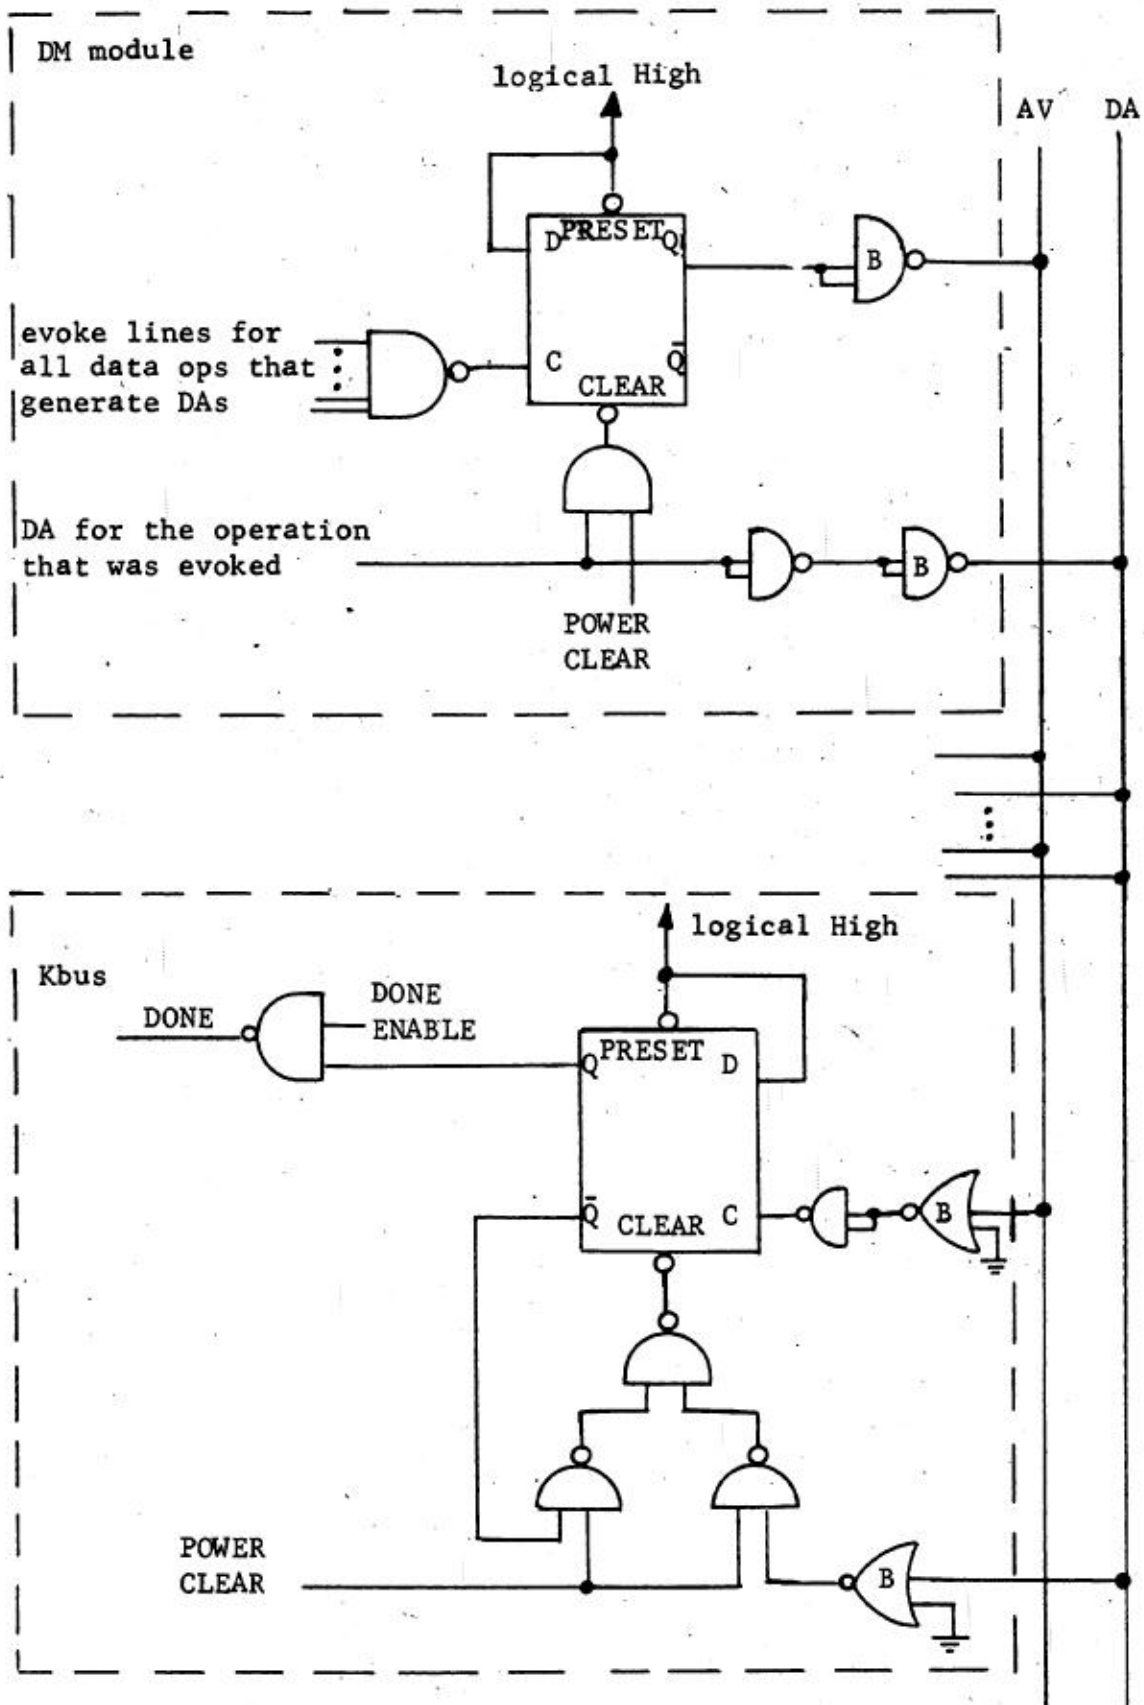 DM module
logical High
AV DA
D PRESET Q
B
evoke lines for
all data ops that
generate DAs
C Q̄
CLEAR
DA for the operation
that was evoked
B
POWER
CLEAR
logical High
Kbus
DONE
DONE
ENABLE
Q PRESET D
Q̄ CLEAR C
B
POWER
CLEAR
B